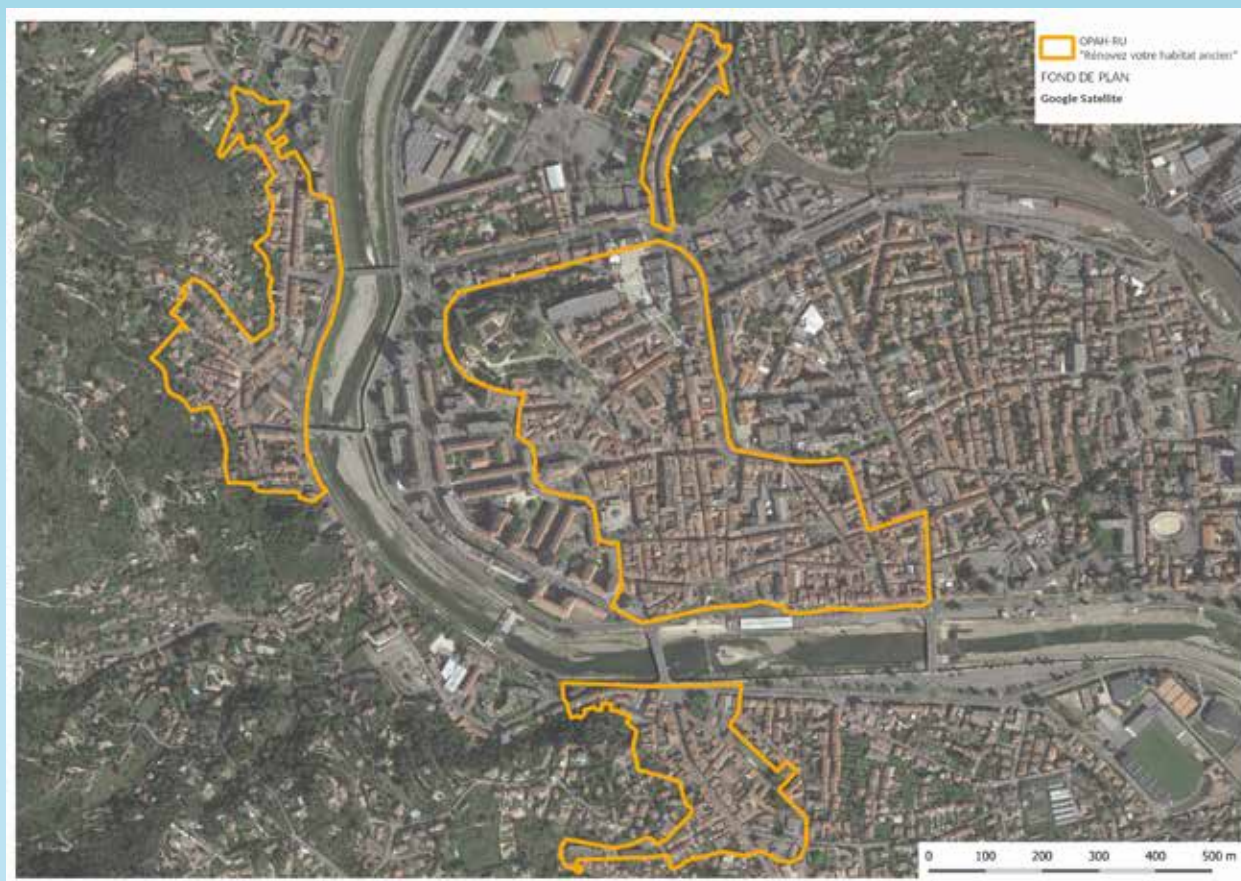 OPAH-RU
"Rénovez votre habitat ancien"
FOND DE PLAN
Google Satellite
0 100 200 300 400 500 m